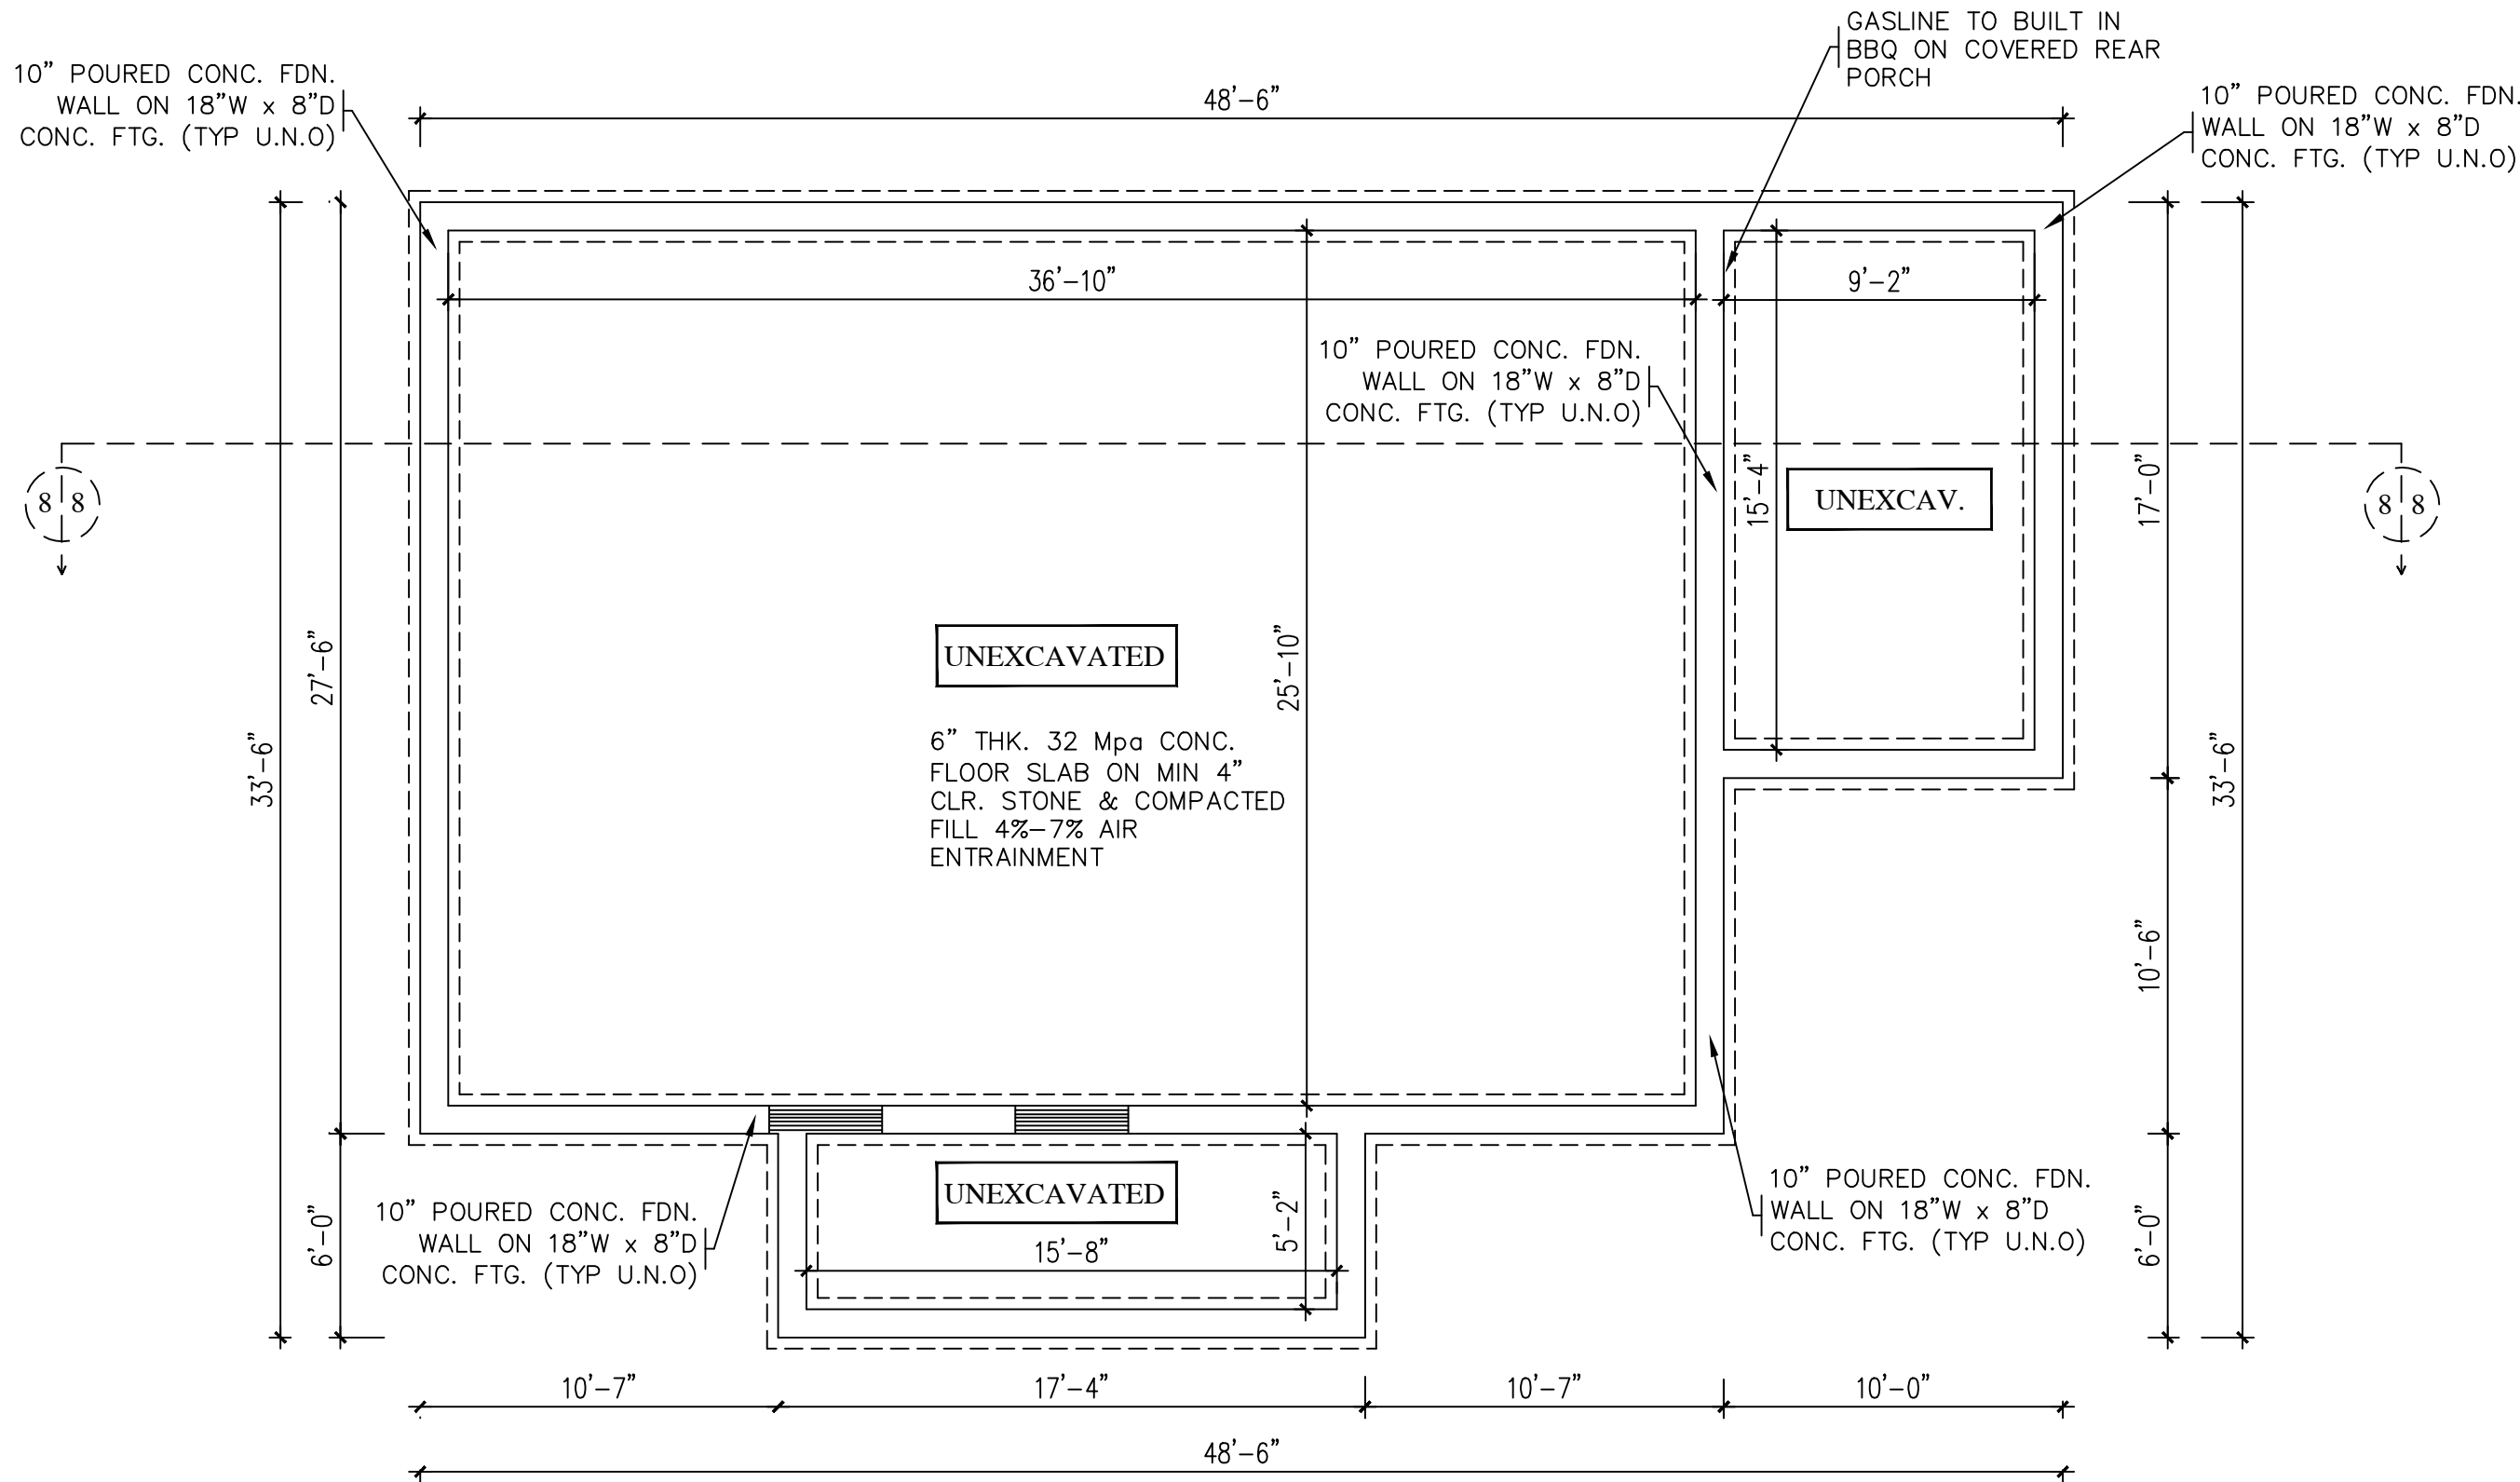 GASLINE TO BUILT IN
BBQ ON COVERED REAR
PORCH
10” POURED CONC. FDN.
WALL ON 18”W x 8”D
CONC. FTG. (TYP U.N.O)
48’-6”
10” POURED CONC. FDN.
WALL ON 18”W x 8”D
CONC. FTG. (TYP U.N.O)
36’-10”
9’-2”
10” POURED CONC. FDN.
WALL ON 18”W x 8”D
CONC. FTG. (TYP U.N.O)
8 8
15’-4”
UNEXCAV.
17’-0”
8 8
33’-6”
27’-6”
UNEXCAVATED
25’-10”
33’-6”
6” THK. 32 Mpa CONC.
FLOOR SLAB ON MIN 4”
CLR. STONE & COMPACTED
FILL 4%-7% AIR
ENTRAINMENT
10’-6”
6’-0”
10” POURED CONC. FDN.
WALL ON 18”W x 8”D
CONC. FTG. (TYP U.N.O)
UNEXCAVATED
15’-8”
5’-2”
10” POURED CONC. FDN.
WALL ON 18”W x 8”D
CONC. FTG. (TYP U.N.O)
6’-0”
10’-7”
17’-4”
10’-7”
10’-0”
48’-6”